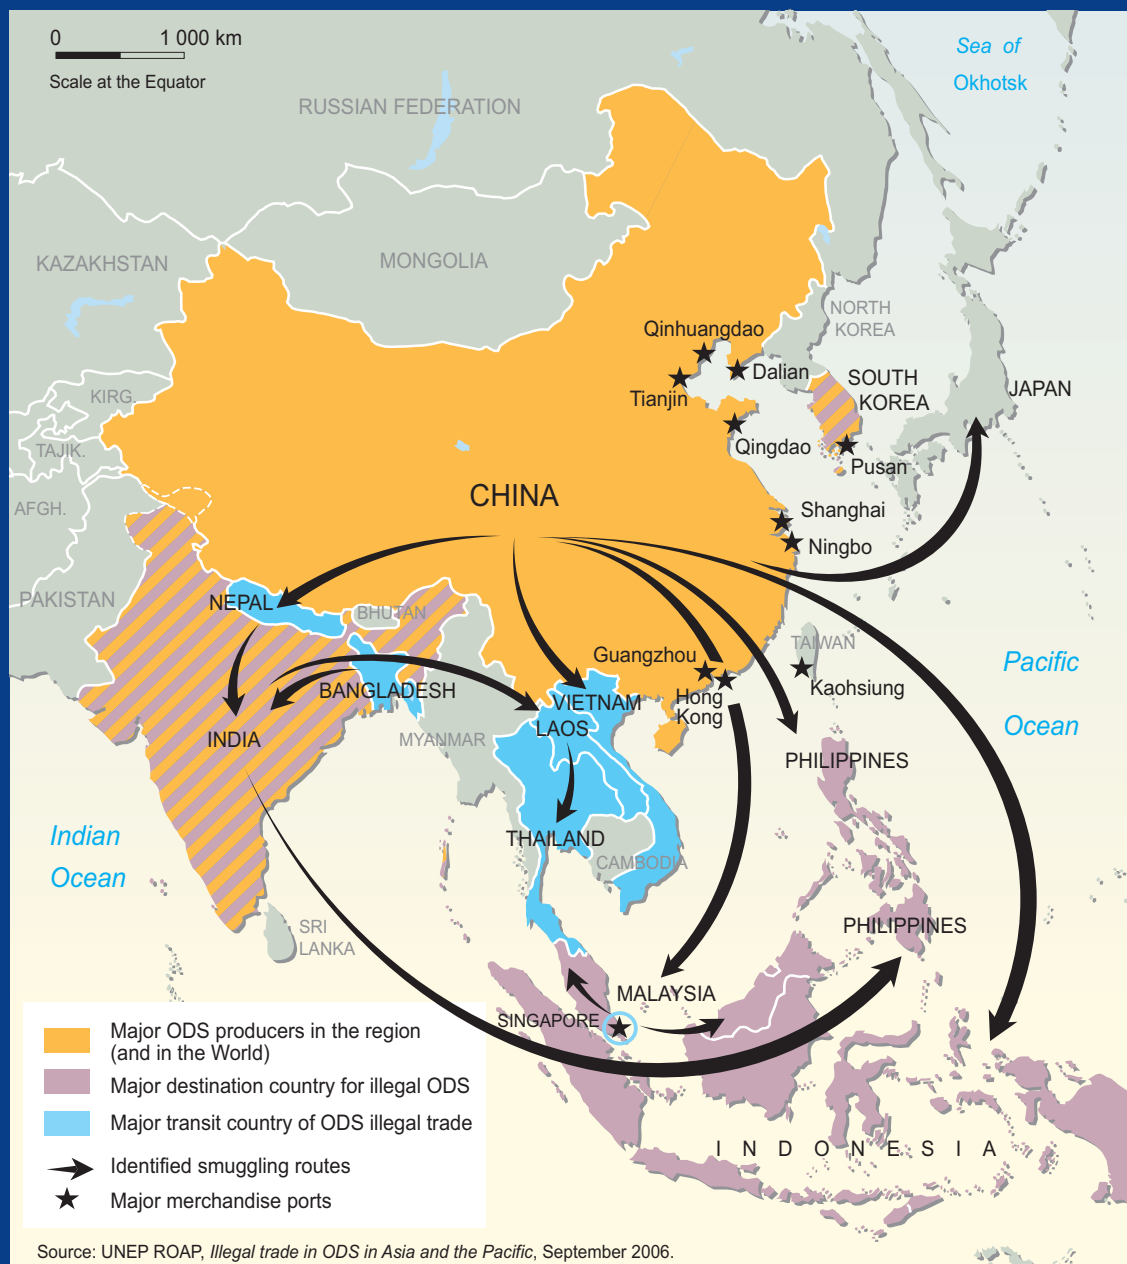 0 1 000 km
Scale at the Equator
Sea of
Okhotsk
RUSSIAN FEDERATION
KAZAKHSTAN
MONGOLIA
NORTH
KOREA
Qinhuangdao
Dalian
SOUTH
KOREA
JAPAN
KIRG.
Tianjin
TAJIK.
Qingdao
Pusan
CHINA
AFGH.
Shanghai
Ningbo
PAKISTAN
NEPAL
BHUTAN
TAIWAN
Guangzhou
Pacific
Ocean
BANGLADESH
VIETNAM
Hong
Kong
Kaohsiung
INDIA
MYANMAR
LAOS
PHILIPPINES
Indian
Ocean
THAILAND
CAMBODIA
SRI
LANKA
PHILIPPINES
MALAYSIA
SINGAPORE
INDONESIA
Major ODS producers in the region
(and in the World)
Major destination country for illegal ODS
Major transit country of ODS illegal trade
Identified smuggling routes
Major merchandise ports
Source: UNEP ROAP, Illegal trade in ODS in Asia and the Pacific, September 2006.